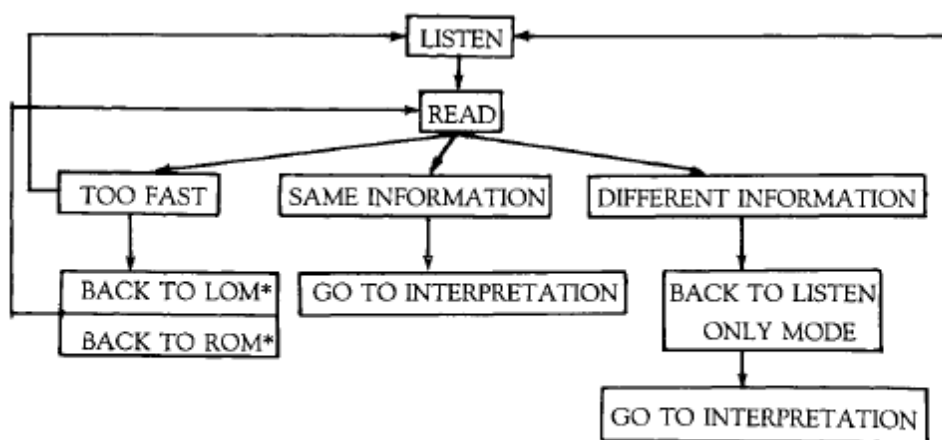 LISTEN
READ
TOO FAST
SAME INFORMATION
DIFFERENT INFORMATION
BACK TO LOM*
BACK TO ROM*
GO TO INTERPRETATION
BACK TO LISTEN
ONLY MODE
GO TO INTERPRETATION